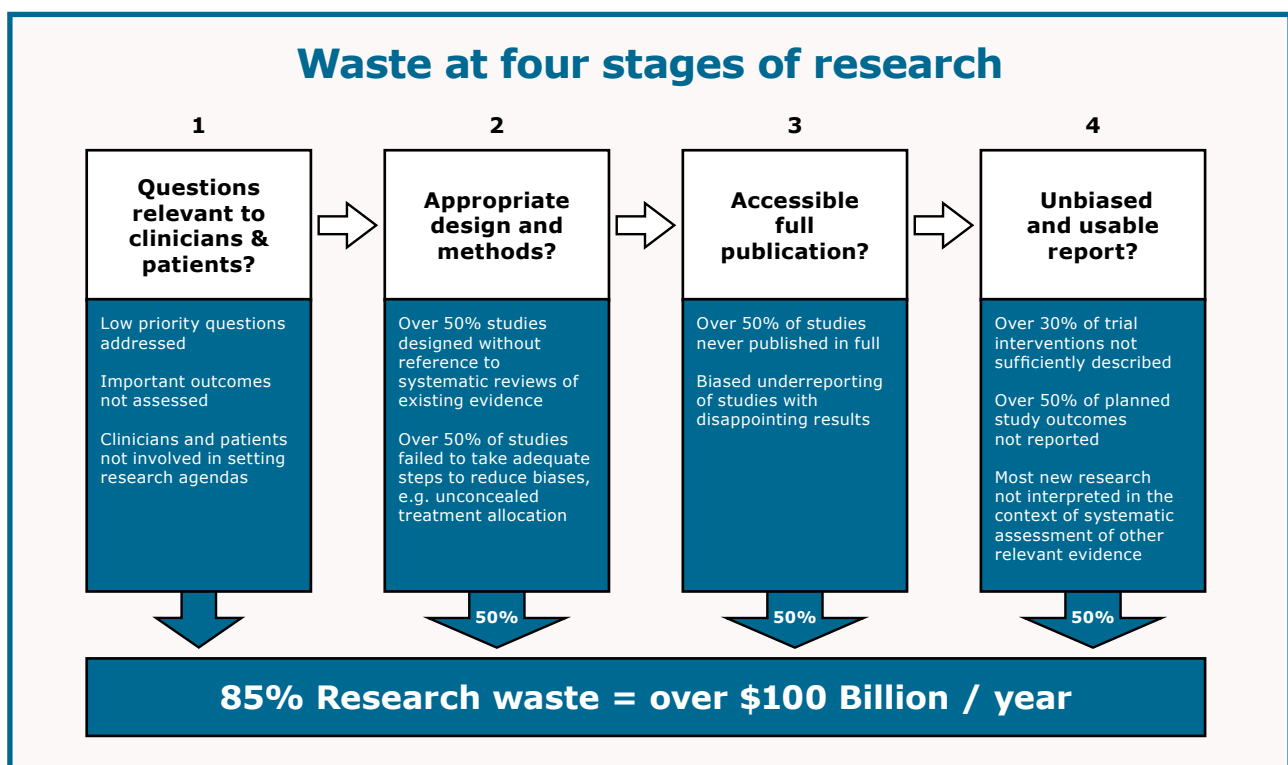 Waste at four stages of research
1
Questions
relevant to
clinicians &
patients?
Low priority questions
addressed
Important outcomes
not assessed
Clinicians and patients
not involved in setting
research agendas
2
Appropriate
design and
methods?
Over 50% studies
designed without
reference to
systematic reviews of
existing evidence
Over 50% of studies
failed to take adequate
steps to reduce biases,
e.g. unconcealed
treatment allocation
50%
3
Accessible
full
publication?
Over 50% of studies
never published in full
Biased underreporting
of studies with
disappointing results
50%
4
Unbiased
and usable
report?
Over 30% of trial
interventions not
sufficiently described
Over 50% of planned
study outcomes
not reported
Most new research
not interpreted in the
context of systematic
assessment of other
relevant evidence
50%
85% Research waste = over $100 Billion / year